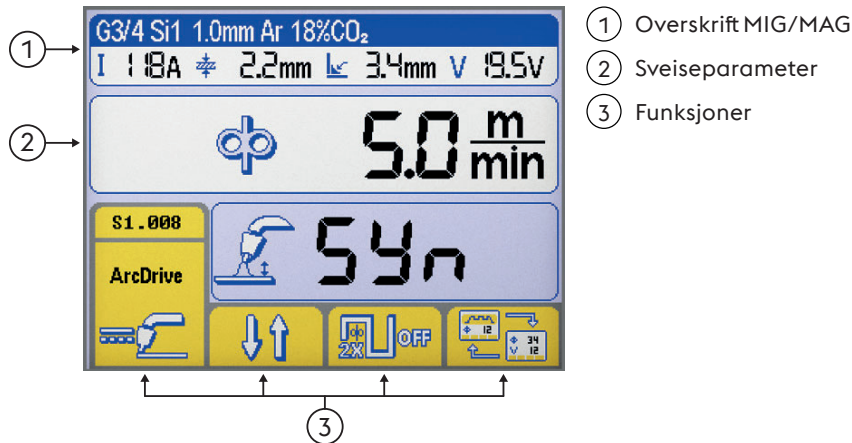 G3/4 Si1 1.0mm Ar 18%CO₂
I 118A 2.2mm 3.4mm V 19.5V
5.0 m/min
S1.008
ArcDrive
Syn
2X OFF
12
34
V 12
1 Overskrift MIG/MAG
2 Sveiseparameter
3 Funksjoner
1
2
3